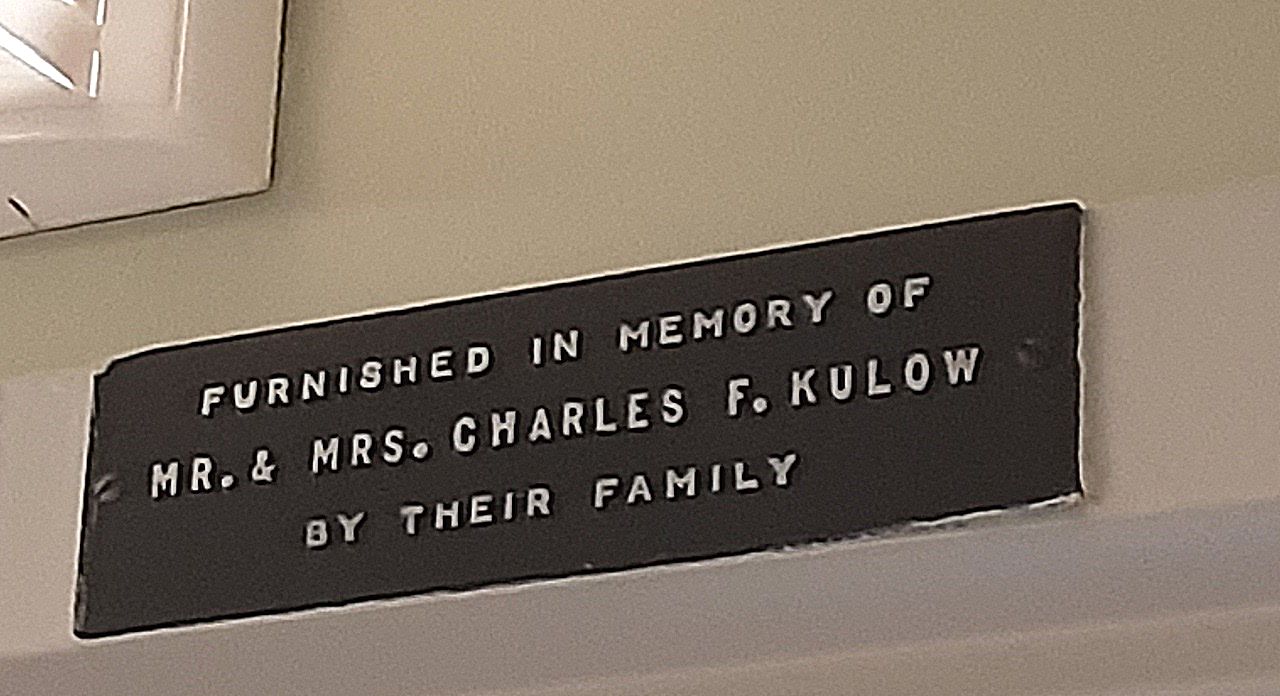 FURNISHED IN MEMORY OF
MR. & MRS. CHARLES F. KULOW
BY THEIR FAMILY